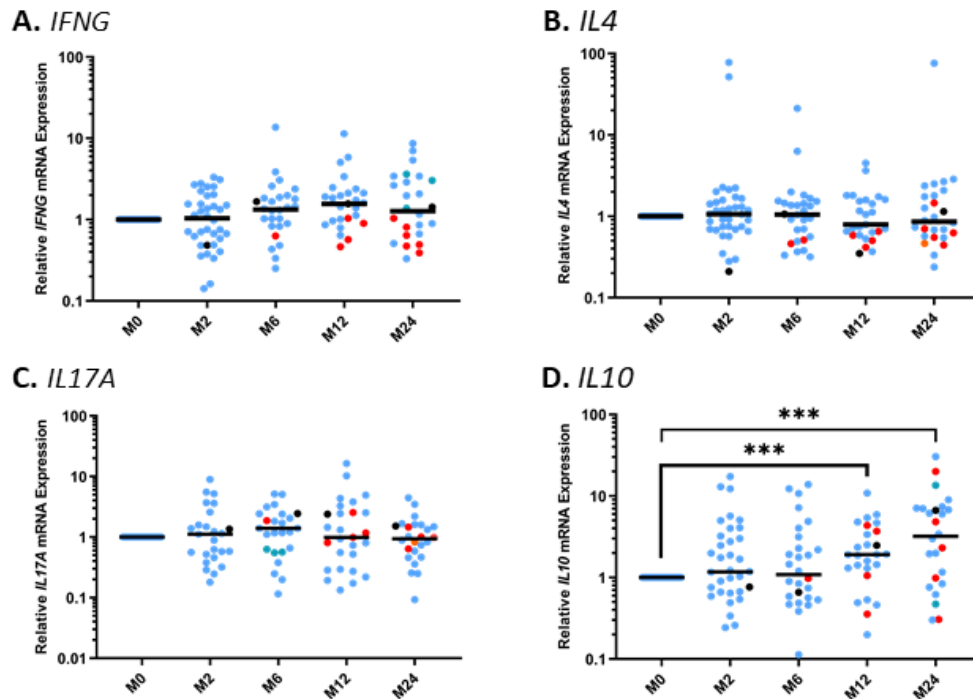 A. IFNG
Relative IFNG mRNA Expression
100
10
1
0.1
M0
M2
M6
M12
M24
B. IL4
Relative IL4 mRNA Expression
100
10
1
0.1
M0
M2
M6
M12
M24
C. IL17A
Relative IL17A mRNA Expression
100
10
1
0.1
0.01
M0
M2
M6
M12
M24
D. IL10
Relative IL10 mRNA Expression
100
10
1
0.1
***
***
M0
M2
M6
M12
M24